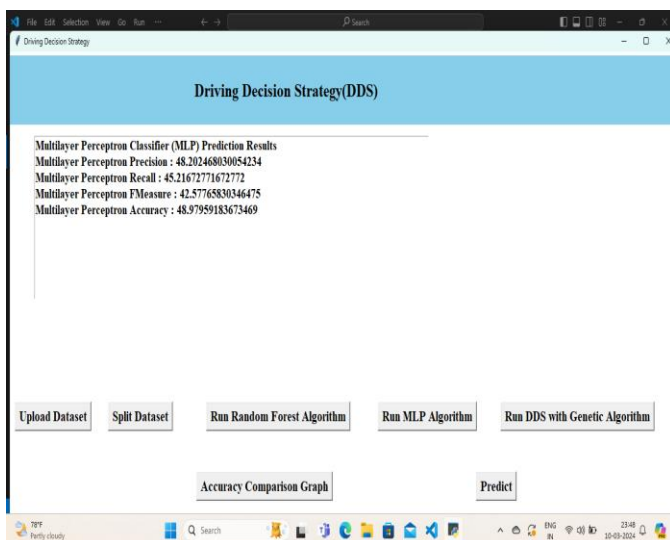 File Edit Selection View Go Run ...
Search
Driving Decision Strategy
Driving Decision Strategy(DDS)
Multilayer Perceptron Classifier (MLP) Prediction Results
Multilayer Perceptron Precision : 48.202468030054234
Multilayer Perceptron Recall : 45.21672771672772
Multilayer Perceptron FMeasure : 42.57765830346475
Multilayer Perceptron Accuracy : 48.97959183673469
Upload Dataset Split Dataset Run Random Forest Algorithm Run MLP Algorithm Run DDS with Genetic Algorithm
Accuracy Comparison Graph Predict
78°F
Partly cloudy
Search
ENG
IN
23:48
10-03-2024